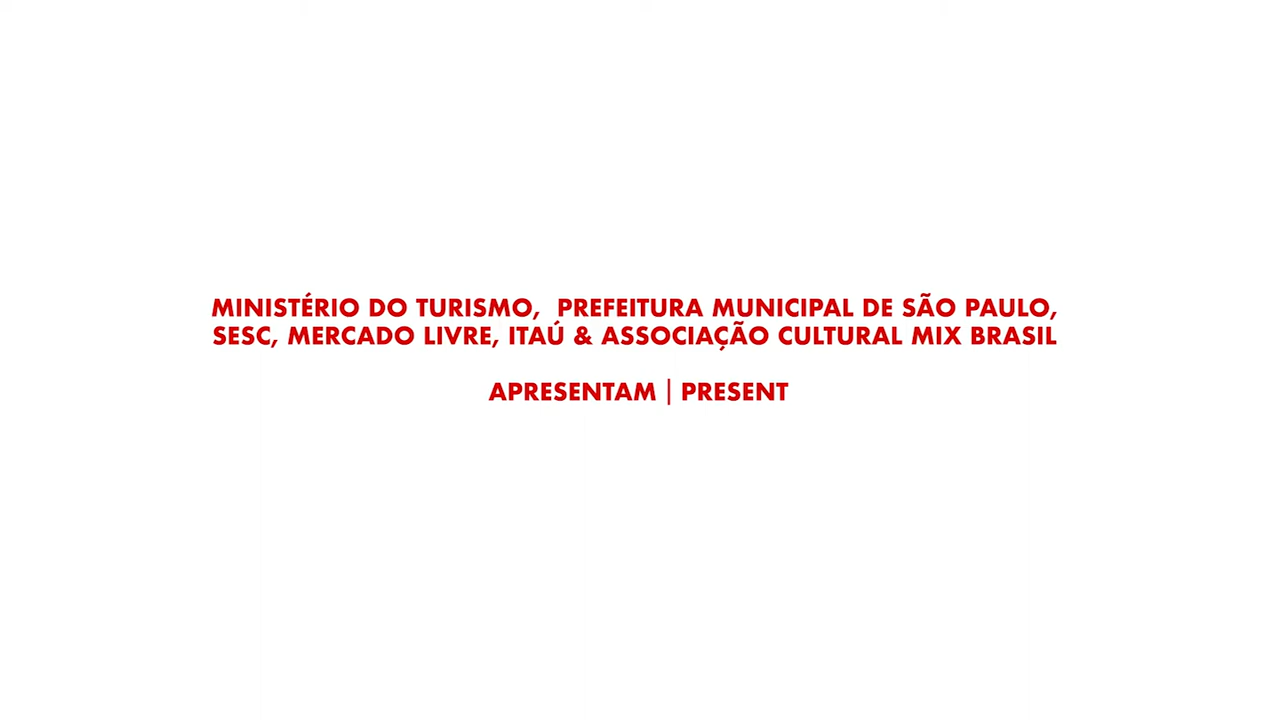 MINISTÉRIO DO TURISMO,  PREFEITURA MUNICIPAL DE SÃO PAULO,
SESC, MERCADO LIVRE, ITAÚ & ASSOCIAÇÃO CULTURAL MIX BRASIL
APRESENTAM | PRESENT